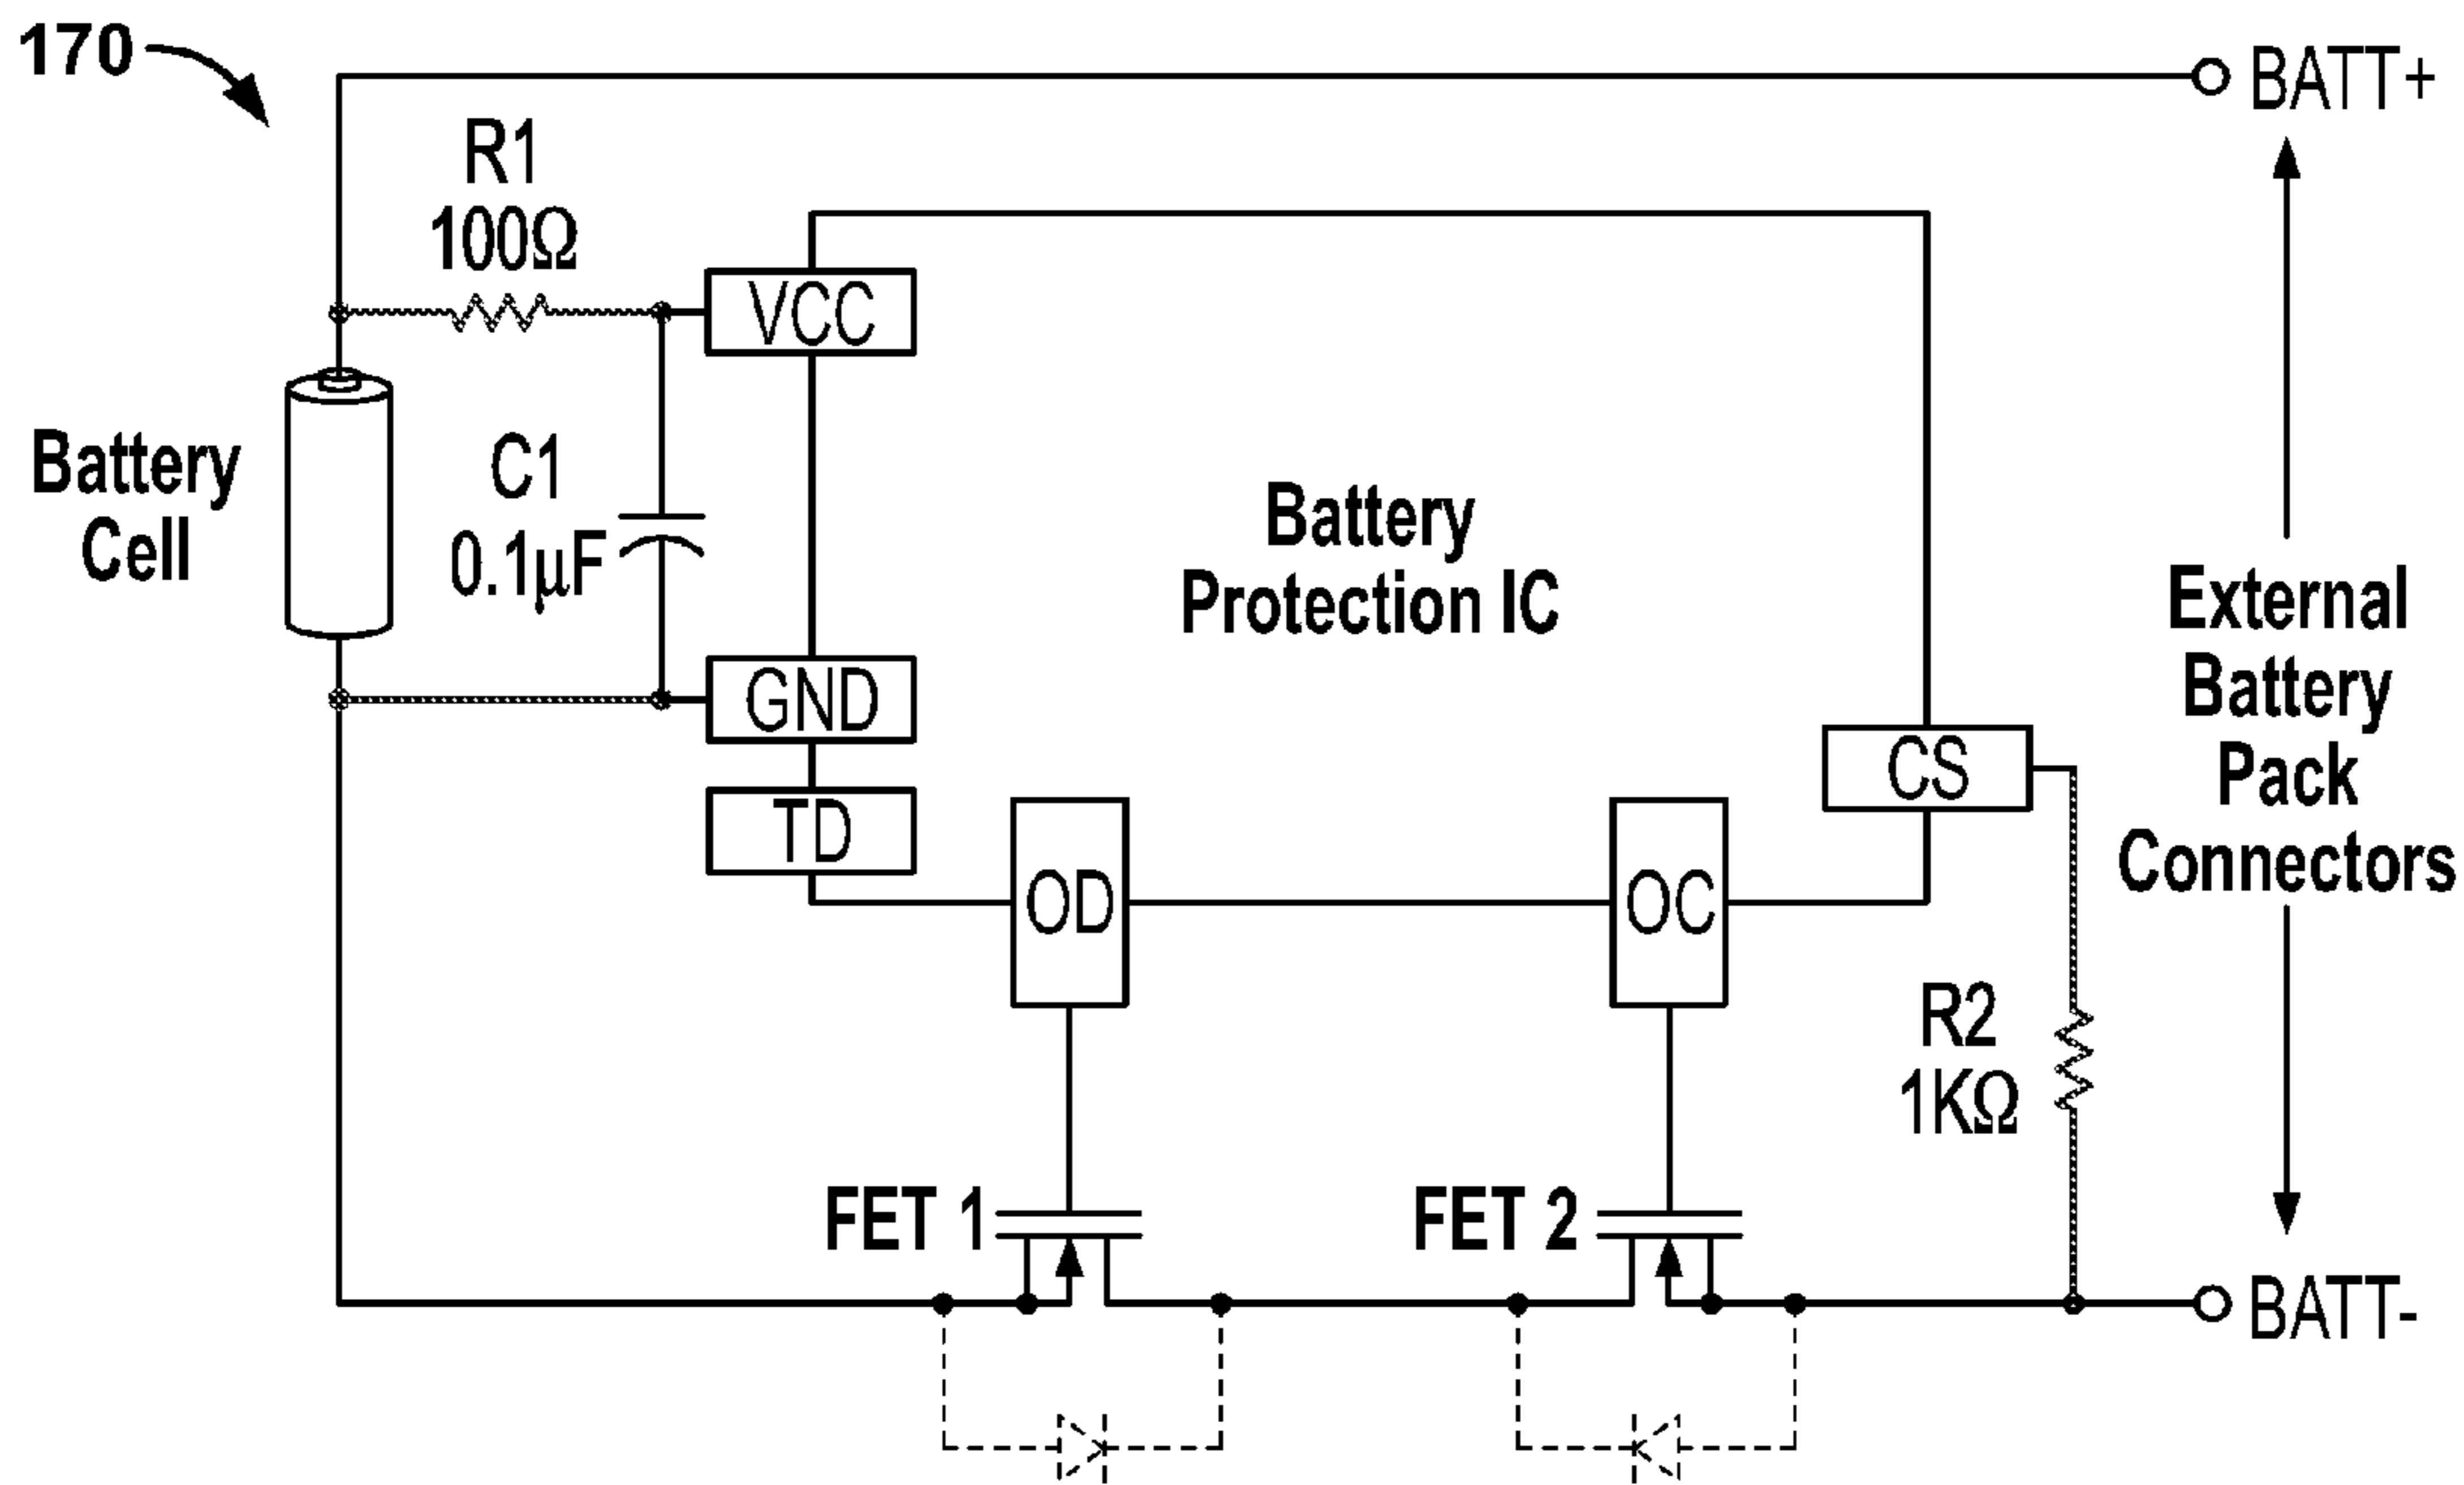 170
BATT+
R1
100Ω
VCC
Battery
Cell
C1
0.1µF
Battery
Protection IC
External
Battery
Pack
Connectors
GND
TD
CS
OD
OC
R2
1KΩ
FET 1
FET 2
BATT-